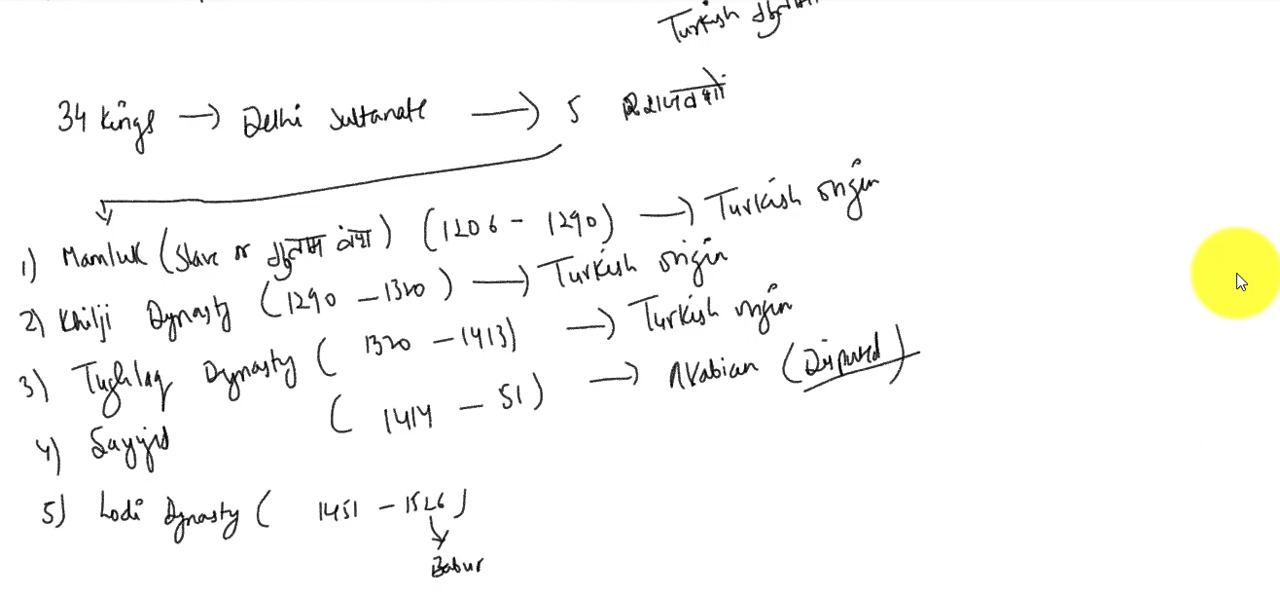 Turkish गुलाम
34 Kings → Delhi Sultanate → 5 राजवंशों
1) Mamluk (Slave or गुलाम वंश) (1206 - 1290) → Turkish origin
2) Khilji Dynasty (1290 - 1320) → Turkish origin
3) Tughlaq Dynasty (1320 - 1413) → Turkish origin
4) Sayyid (1414 - 51) → Arabian (Disputed)
5) Lodi Dynasty (1451 - 1526)
Babur